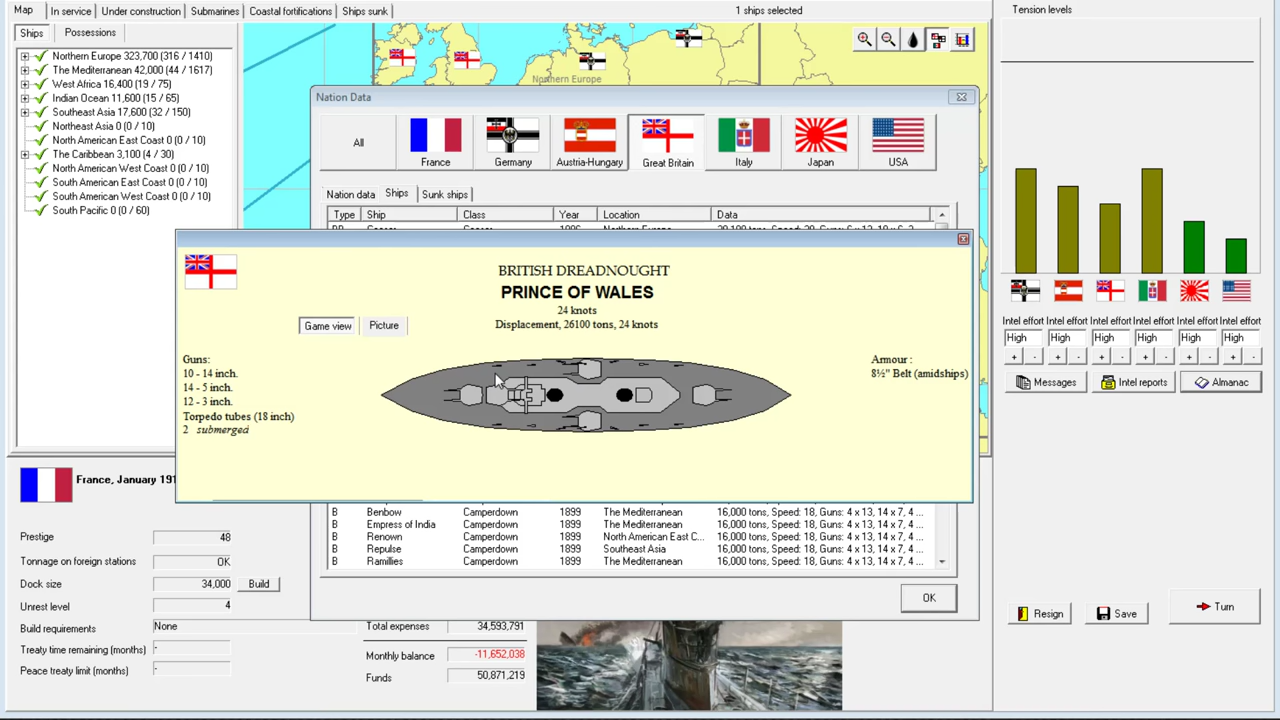 Map
In service
Under construction
Submarines
Coastal fortifications
Ships sunk
1 ships selected
Tension levels
Ships
Possessions
Northern Europe 323,700 (316 / 1410)
The Mediterranean 42,000 (44 / 1617)
West Africa 16,400 (19 / 75)
Indian Ocean 11,600 (15 / 65)
Southeast Asia 17,600 (32 / 150)
Northeast Asia 0 (0 / 10)
North American East Coast 0 (0 / 10)
The Caribbean 3,100 (4 / 30)
North American West Coast 0 (0 / 10)
South American East Coast 0 (0 / 10)
South American West Coast 0 (0 / 10)
South Pacific 0 (0 / 60)
Northern Europe
Nation Data
All
France
Germany
Austria-Hungary
Great Britain
Italy
Japan
USA
Nation data
Ships
Sunk ships
Type Ship Class Year Location Data
BRITISH DREADNOUGHT
PRINCE OF WALES
24 knots
Displacement, 26100 tons, 24 knots
Game view
Picture
Guns:
10 - 14 inch.
14 - 5 inch.
12 - 3 inch.
Torpedo tubes (18 inch)
2 submerged
Armour :
8½" Belt (amidships)
B Benbow Camperdown 1899 The Mediterranean 16,000 tons, Speed: 18, Guns: 4 x 13, 14 x 7, 4 ...
B Empress of India Camperdown 1899 The Mediterranean 16,000 tons, Speed: 18, Guns: 4 x 13, 14 x 7, 4 ...
B Renown Camperdown 1899 North American East C... 16,000 tons, Speed: 18, Guns: 4 x 13, 14 x 7, 4 ...
B Repulse Camperdown 1899 Southeast Asia 16,000 tons, Speed: 18, Guns: 4 x 13, 14 x 7, 4 ...
B Ramillies Camperdown 1899 The Mediterranean 16,000 tons, Speed: 18, Guns: 4 x 13, 14 x 7, 4 ...
OK
Intel effort Intel effort Intel effort Intel effort Intel effort Intel effort
High High High High High High
+ - + - + - + - + - + -
Messages
Intel reports
Almanac
France, January 191
Prestige 48
Tonnage on foreign stations OK
Dock size 34,000 Build
Unrest level 4
Build requirements None
Treaty time remaining (months) -
Peace treaty limit (months) -
Total expenses 34,593,791
Monthly balance -11,652,038
Funds 50,871,219
Resign
Save
Turn